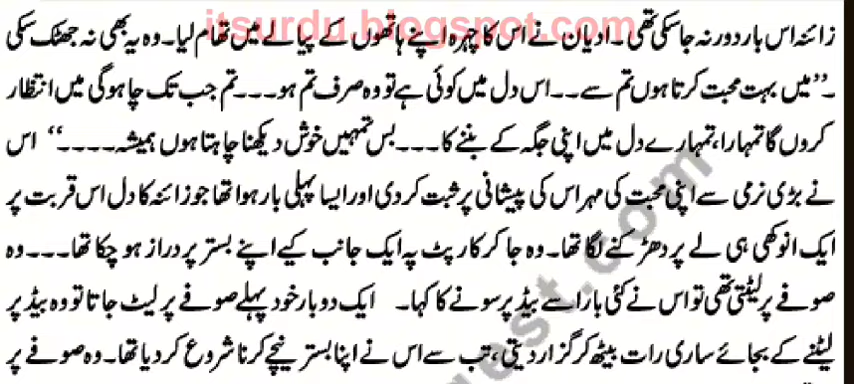 itsurdu.blogspot.com
زائنہ اس بار دور نہ جا سکی تھی۔ ادیان نے اس کا چہرہ اپنے ہاتھوں کے پیالے میں تھام لیا۔ وہ یہ بھی نہ جھٹک سکی
۔’’میں بہت محبت کرتا ہوں تم سے۔۔اس دل میں کوئی ہے تو وہ صرف تم ہو۔۔۔تم جب تک چاہو گی میں انتظار
کروں گا تمہارا، تمہارے دل میں اپنی جگہ کے بننے کا۔۔۔بس تمہیں خوش دیکھنا چاہتا ہوں ہمیشہ۔۔۔۔‘‘ اس
نے بڑی نرمی سے اپنی محبت کی مہر اس کی پیشانی پر ثبت کر دی اور ایسا پہلی بار ہوا تھا جو زائنہ کا دل اس قربت پر
ایک انوکھی ہی لے پر دھڑکنے لگا تھا۔ وہ جا کر کارپٹ پہ ایک جانب کیے اپنے بستر پر دراز ہو چکا تھا۔۔۔وہ
صوفے پر لیٹتی تھی تو اس نے کئی بار اسے بیڈ پر سونے کا کہا۔ ایک دو بار خود پہلے صوفے پر لیٹ جاتا تو وہ بیڈ پر
لیٹنے کے بجائے ساری رات بیٹھ کر گزار دیتی، تب سے اس نے اپنا بستر نیچے کرنا شروع کر دیا تھا۔ وہ صوفے پر